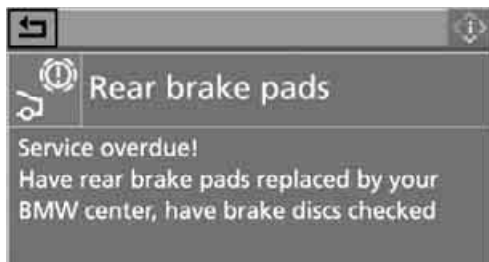 Rear brake pads
Service overdue!
Have rear brake pads replaced by your
BMW center, have brake discs checked